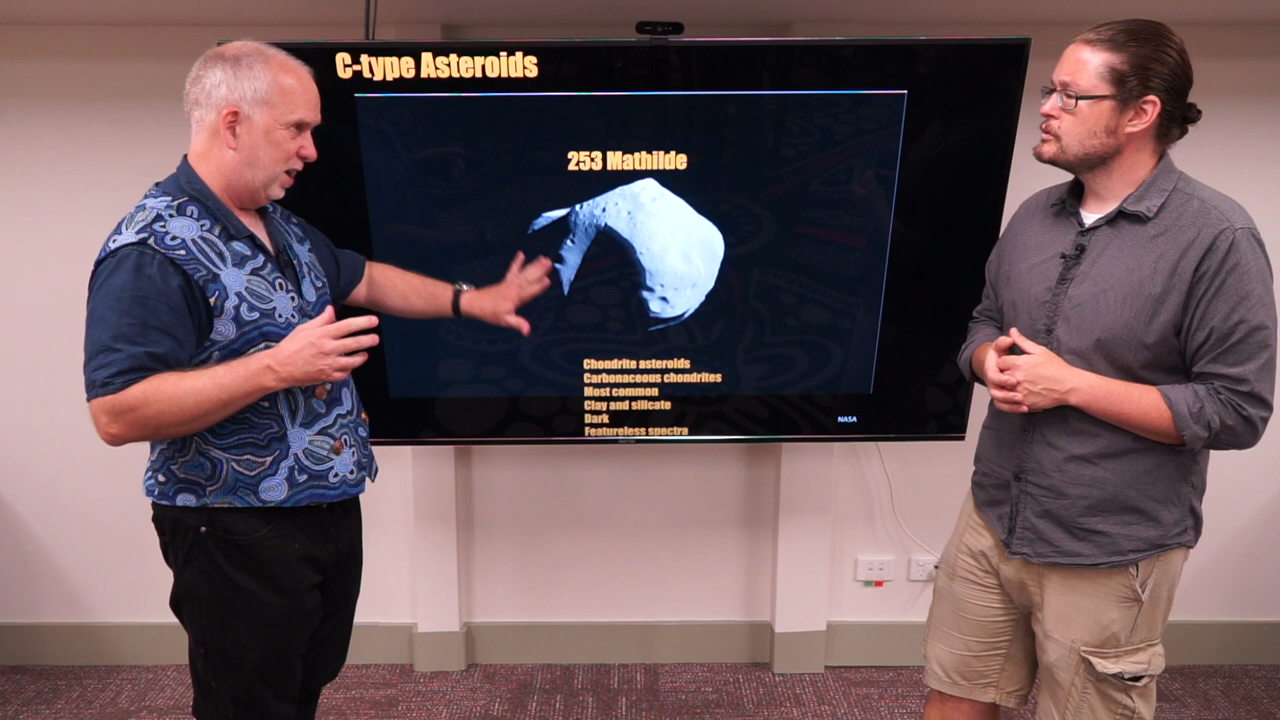 C-type Asteroids
253 Mathilde
Chondrite asteroids
Carbonaceous chondrites
Most common
Clay and silicate
Dark
Featureless spectra
NASA